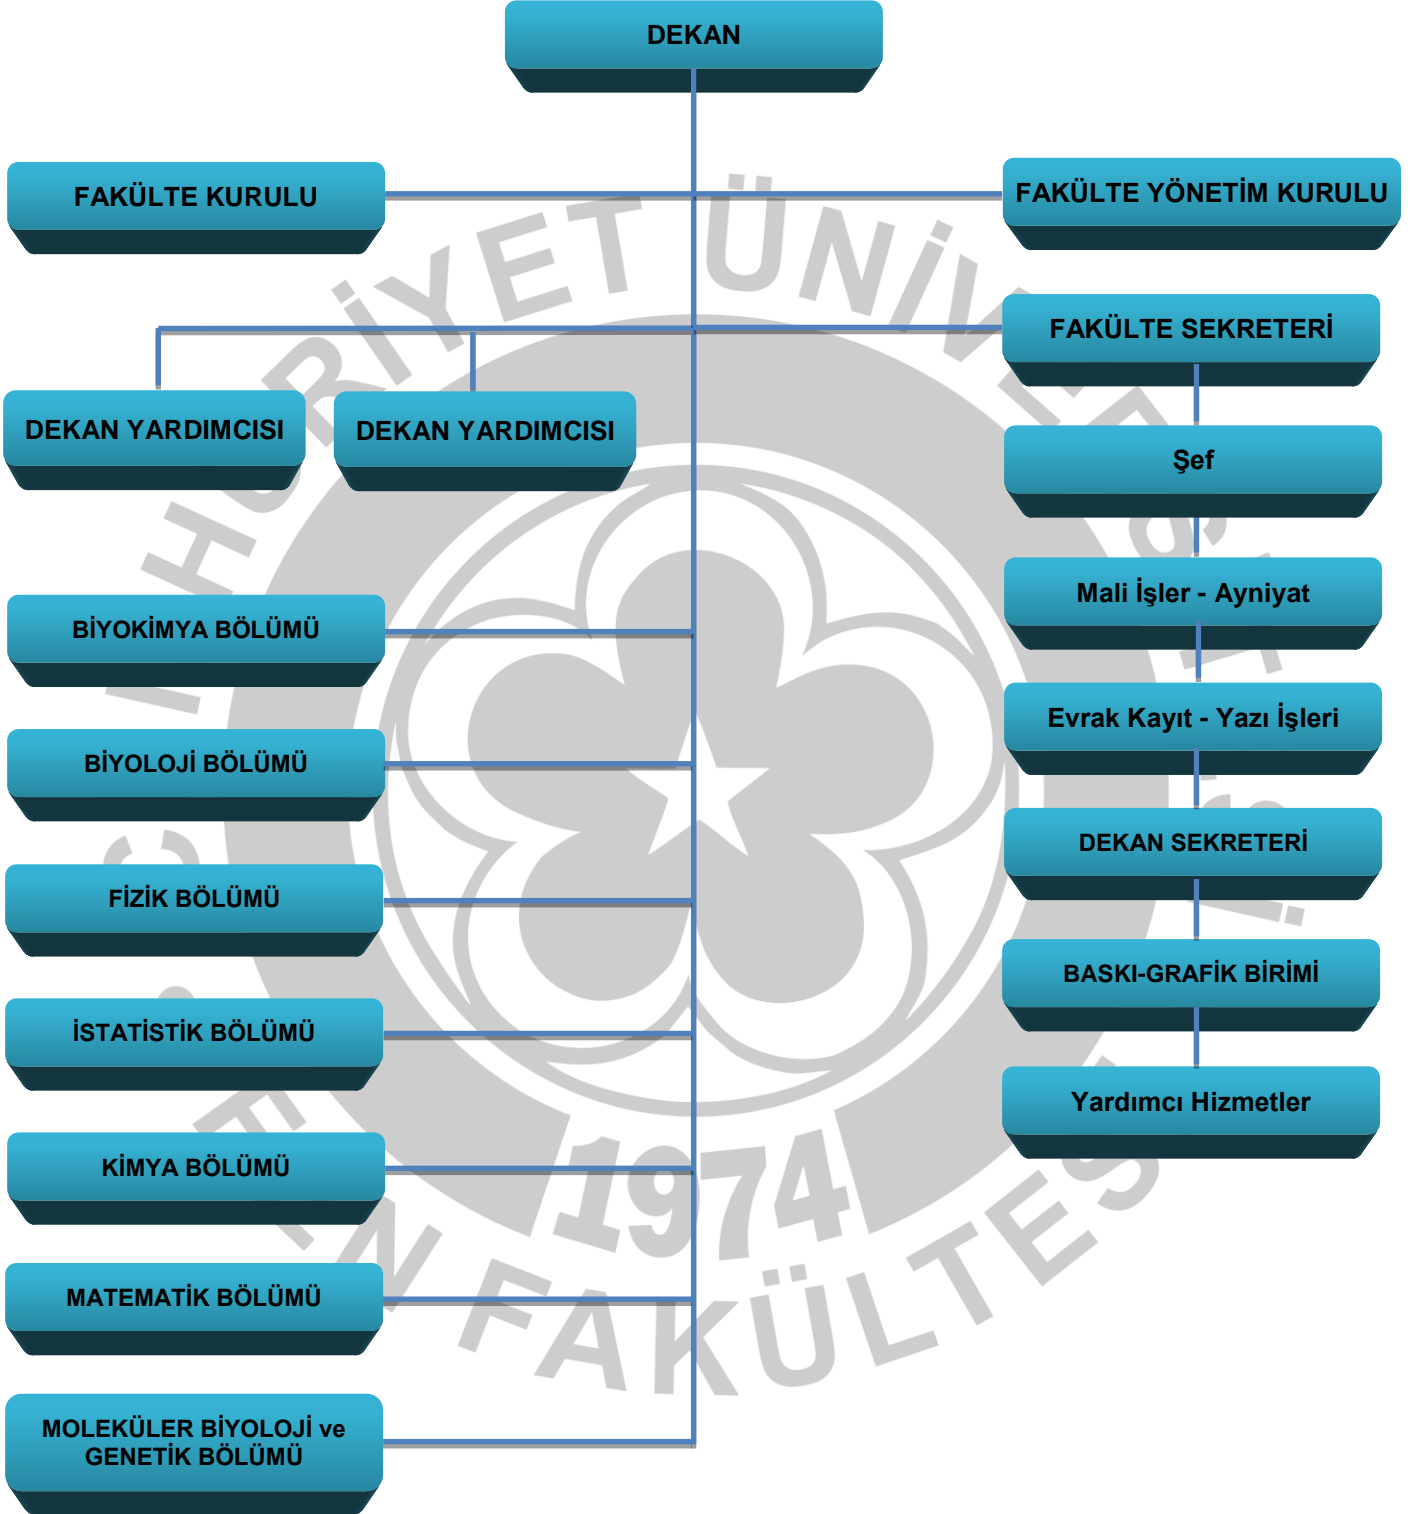 DEKAN
FAKÜLTE KURULU
FAKÜLTE YÖNETİM KURULU
FAKÜLTE SEKRETERİ
DEKAN YARDIMCISI
DEKAN YARDIMCISI
Şef
Mali İşler - Ayniyat
BİYOKİMYA BÖLÜMÜ
Evrak Kayıt - Yazı İşleri
BİYOLOJİ BÖLÜMÜ
DEKAN SEKRETERİ
FİZİK BÖLÜMÜ
BASKI-GRAFİK BİRİMİ
İSTATİSTİK BÖLÜMÜ
Yardımcı Hizmetler
KİMYA BÖLÜMÜ
MATEMATİK BÖLÜMÜ
MOLEKÜLER BİYOLOJİ ve
GENETİK BÖLÜMÜ
1974
FAKÜLTES